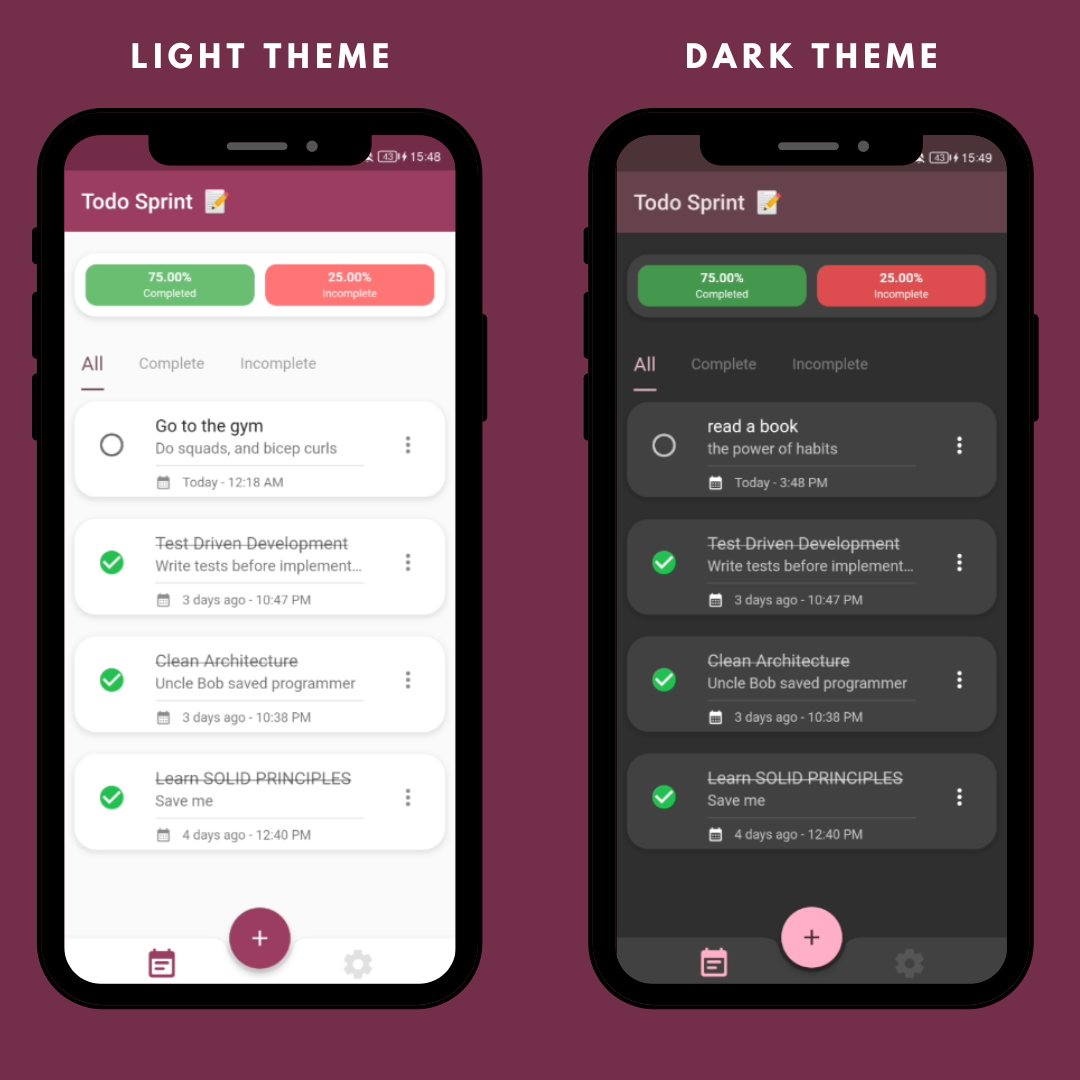 LIGHT THEME
43 15:48
Todo Sprint
75.00%
Completed
25.00%
Incomplete
All
Complete
Incomplete
Go to the gym
Do squads, and bicep curls
Today - 12:18 AM
Test Driven Development
Write tests before implement...
3 days ago - 10:47 PM
Clean Architecture
Uncle Bob saved programmer
3 days ago - 10:38 PM
Learn SOLID PRINCIPLES
Save me
4 days ago - 12:40 PM
+
DARK THEME
43 15:49
Todo Sprint
75.00%
Completed
25.00%
Incomplete
All
Complete
Incomplete
read a book
the power of habits
Today - 3:48 PM
Test Driven Development
Write tests before implement...
3 days ago - 10:47 PM
Clean Architecture
Uncle Bob saved programmer
3 days ago - 10:38 PM
Learn SOLID PRINCIPLES
Save me
4 days ago - 12:40 PM
+